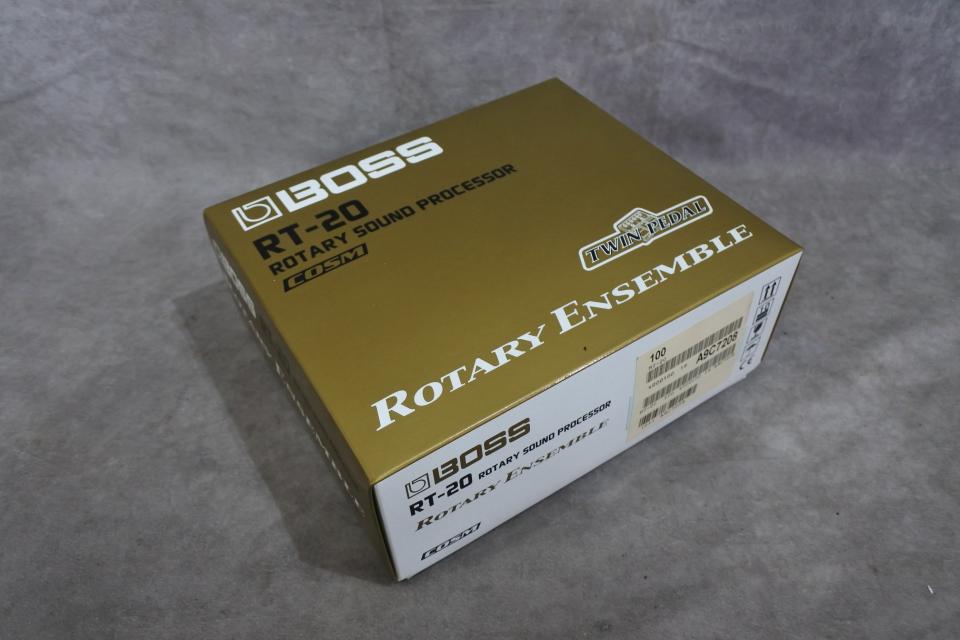 BOSS
RT-20
ROTARY SOUND PROCESSOR
COSM
TWIN PEDAL
ROTARY ENSEMBLE
BOSS
RT-20 ROTARY SOUND PROCESSOR
ROTARY ENSEMBLE
COSM
100
A9C7208